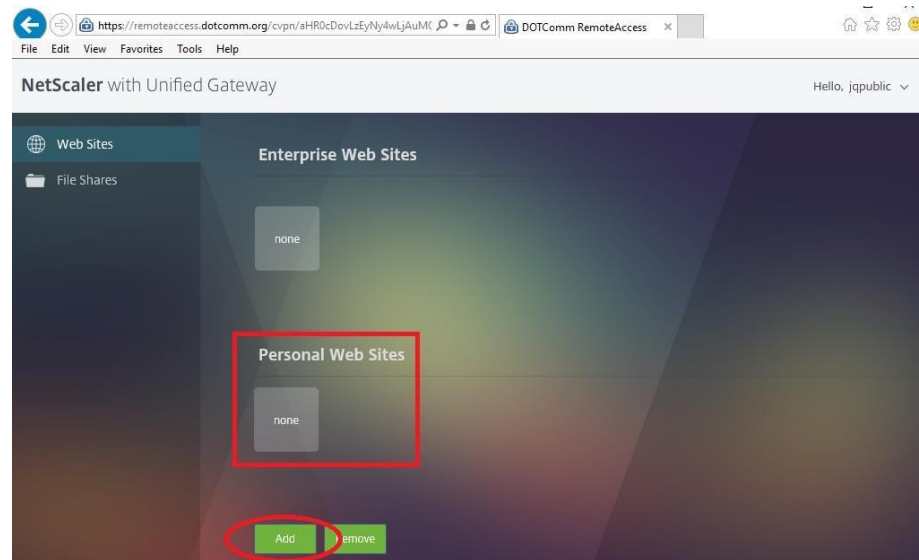 https://remoteaccess.dotcomm.org/cvpn/aHR0cDovLzEyNy4wLjAuM(
DOTComm RemoteAccess
File Edit View Favorites Tools Help
NetScaler with Unified Gateway
Hello, jqpublic
Web Sites
File Shares
Enterprise Web Sites
none
Personal Web Sites
none
Add Remove